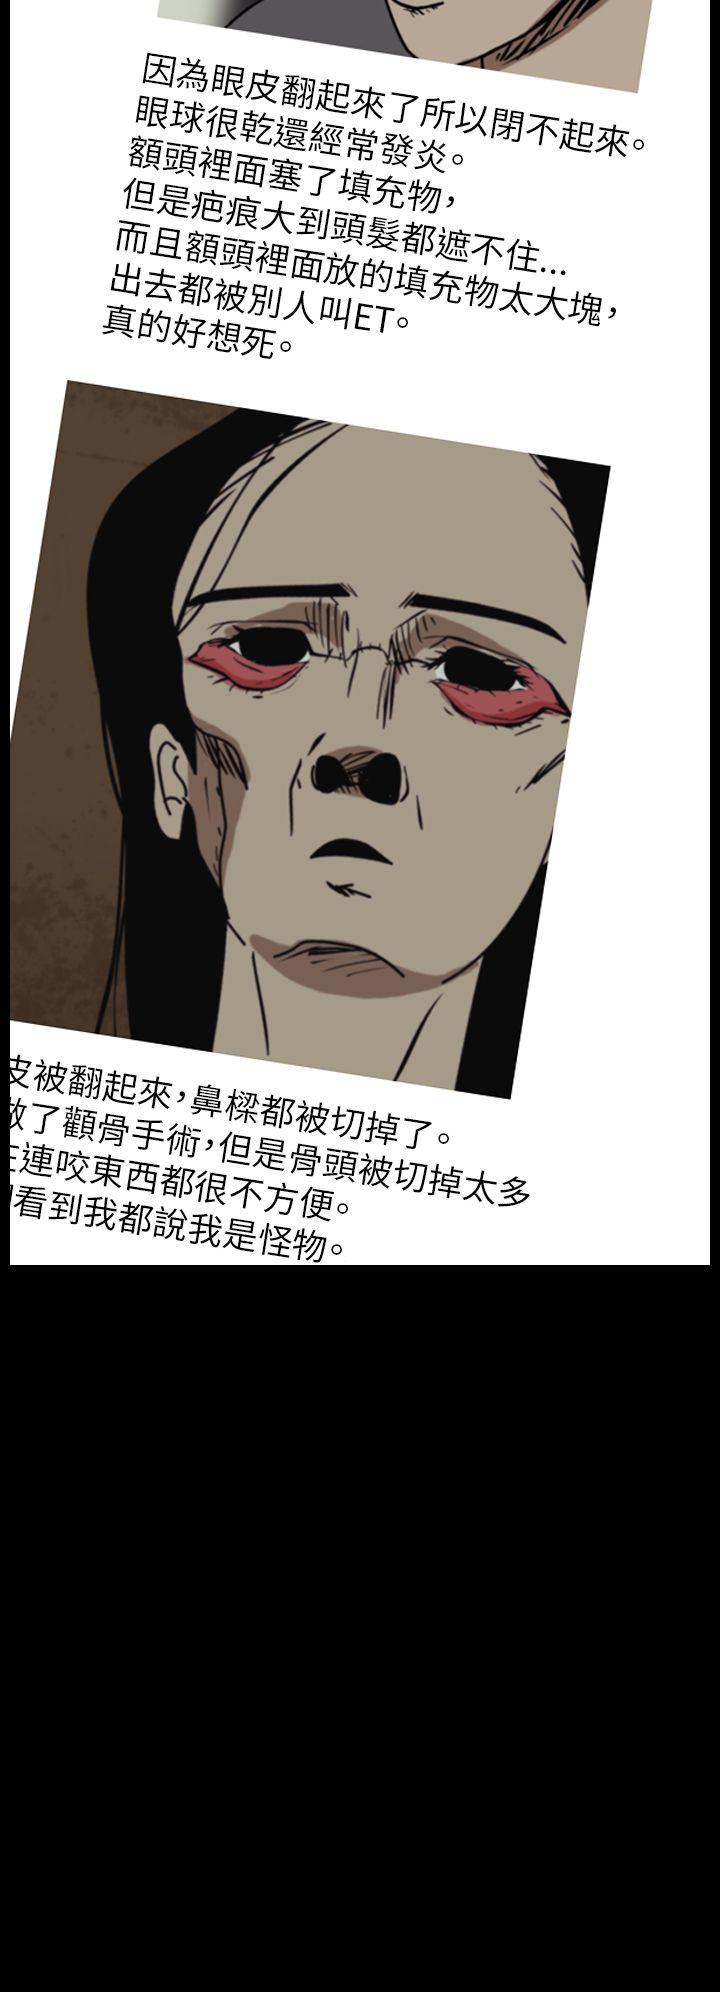 因為眼皮翻起來了所以閉不起來。
眼球很乾還經常發炎。
額頭裡面塞了填充物，
但是疤痕大到頭髮都遮不住...
而且額頭裡面放的填充物太大塊，
出去都被別人叫ET。
真的好想死。
皮被翻起來，鼻樑都被切掉了。
做了顴骨手術，但是骨頭被切掉太多
在連咬東西都很不方便。
看到我都說我是怪物。